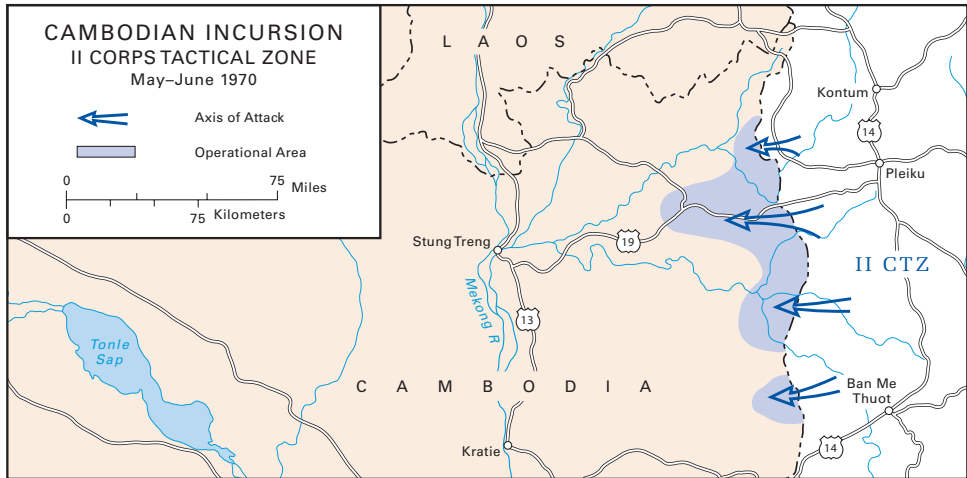 CAMBODIAN INCURSION
II CORPS TACTICAL ZONE
May–June 1970
Axis of Attack
Operational Area
0 75 Miles
0 75 Kilometers
L A O S
Kontum
14
Pleiku
Stung Treng
19
II CTZ
Mekong R
13
Tonle
Sap
C A M B O D I A
Ban Me
Thuot
Kratie
14